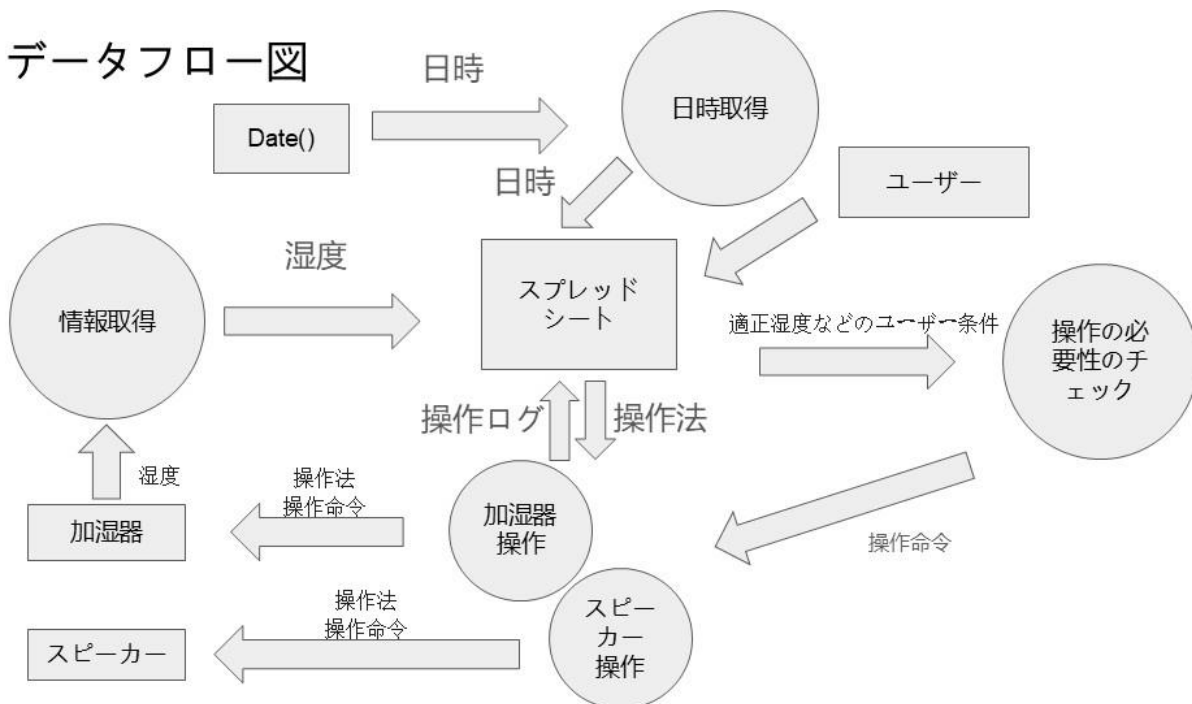 データフロー図
日時
Date()
日時取得
日時
ユーザー
湿度
情報取得
スプレッド
シート
適正湿度などのユーザー条件
操作の必
要性のチ
ェック
操作ログ
操作法
湿度
操作法
操作命令
加湿器
加湿器
操作
操作命令
操作法
操作命令
スピーカー
スピー
カー
操作